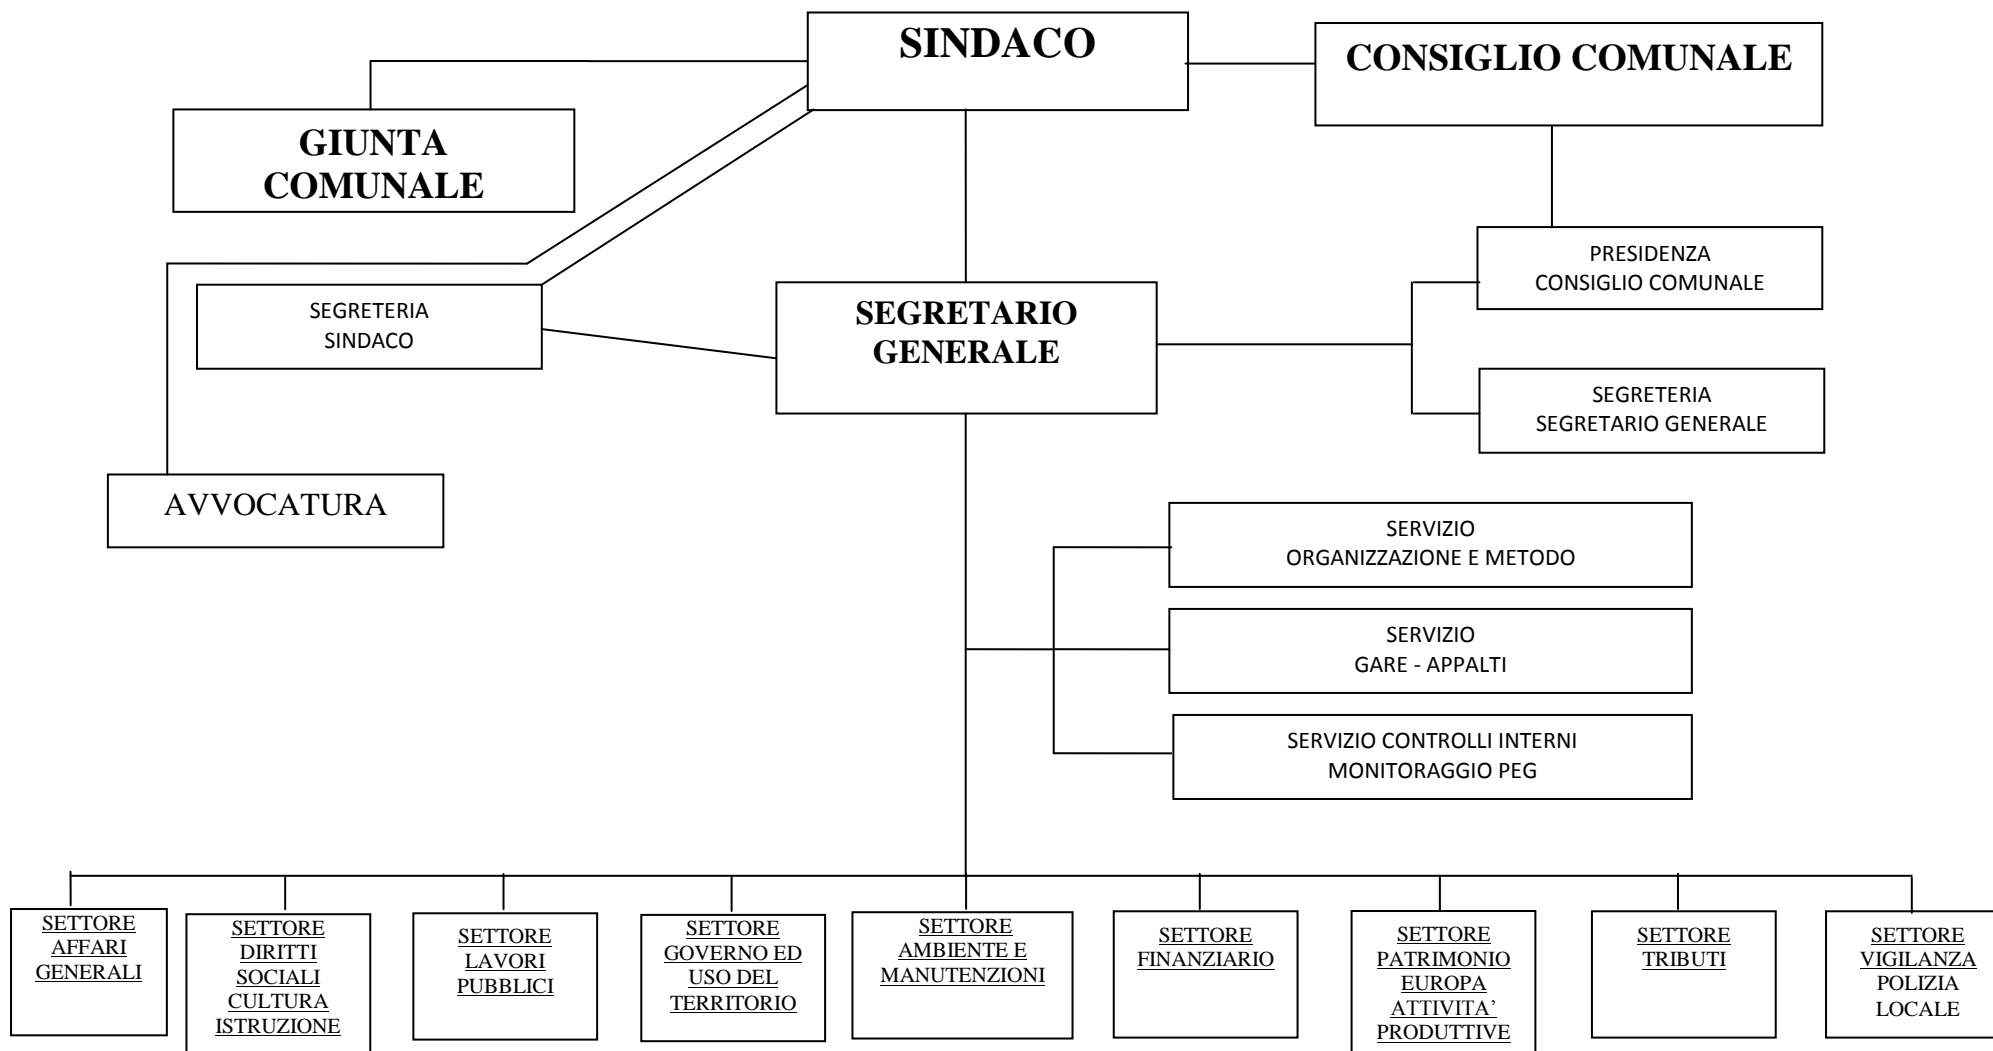 SINDACO
CONSIGLIO COMUNALE
GIUNTA
COMUNALE
PRESIDENZA
CONSIGLIO COMUNALE
SEGRETERIA
SINDACO
SEGRETARIO
GENERALE
SEGRETERIA
SEGRETARIO GENERALE
AVVOCATURA
SERVIZIO
ORGANIZZAZIONE E METODO
SERVIZIO
GARE - APPALTI
SERVIZIO CONTROLLI INTERNI
MONITORAGGIO PEG
SETTORE
AFFARI
GENERALI
SETTORE
DIRITTI
SOCIALI
CULTURA
ISTRUZIONE
SETTORE
LAVORI
PUBBLICI
SETTORE
GOVERNO ED
USO DEL
TERRITORIO
SETTORE
AMBIENTE E
MANUTENZIONI
SETTORE
FINANZIARIO
SETTORE
PATRIMONIO
EUROPA
ATTIVITA’
PRODUTTIVE
SETTORE
TRIBUTI
SETTORE
VIGILANZA
POLIZIA
LOCALE